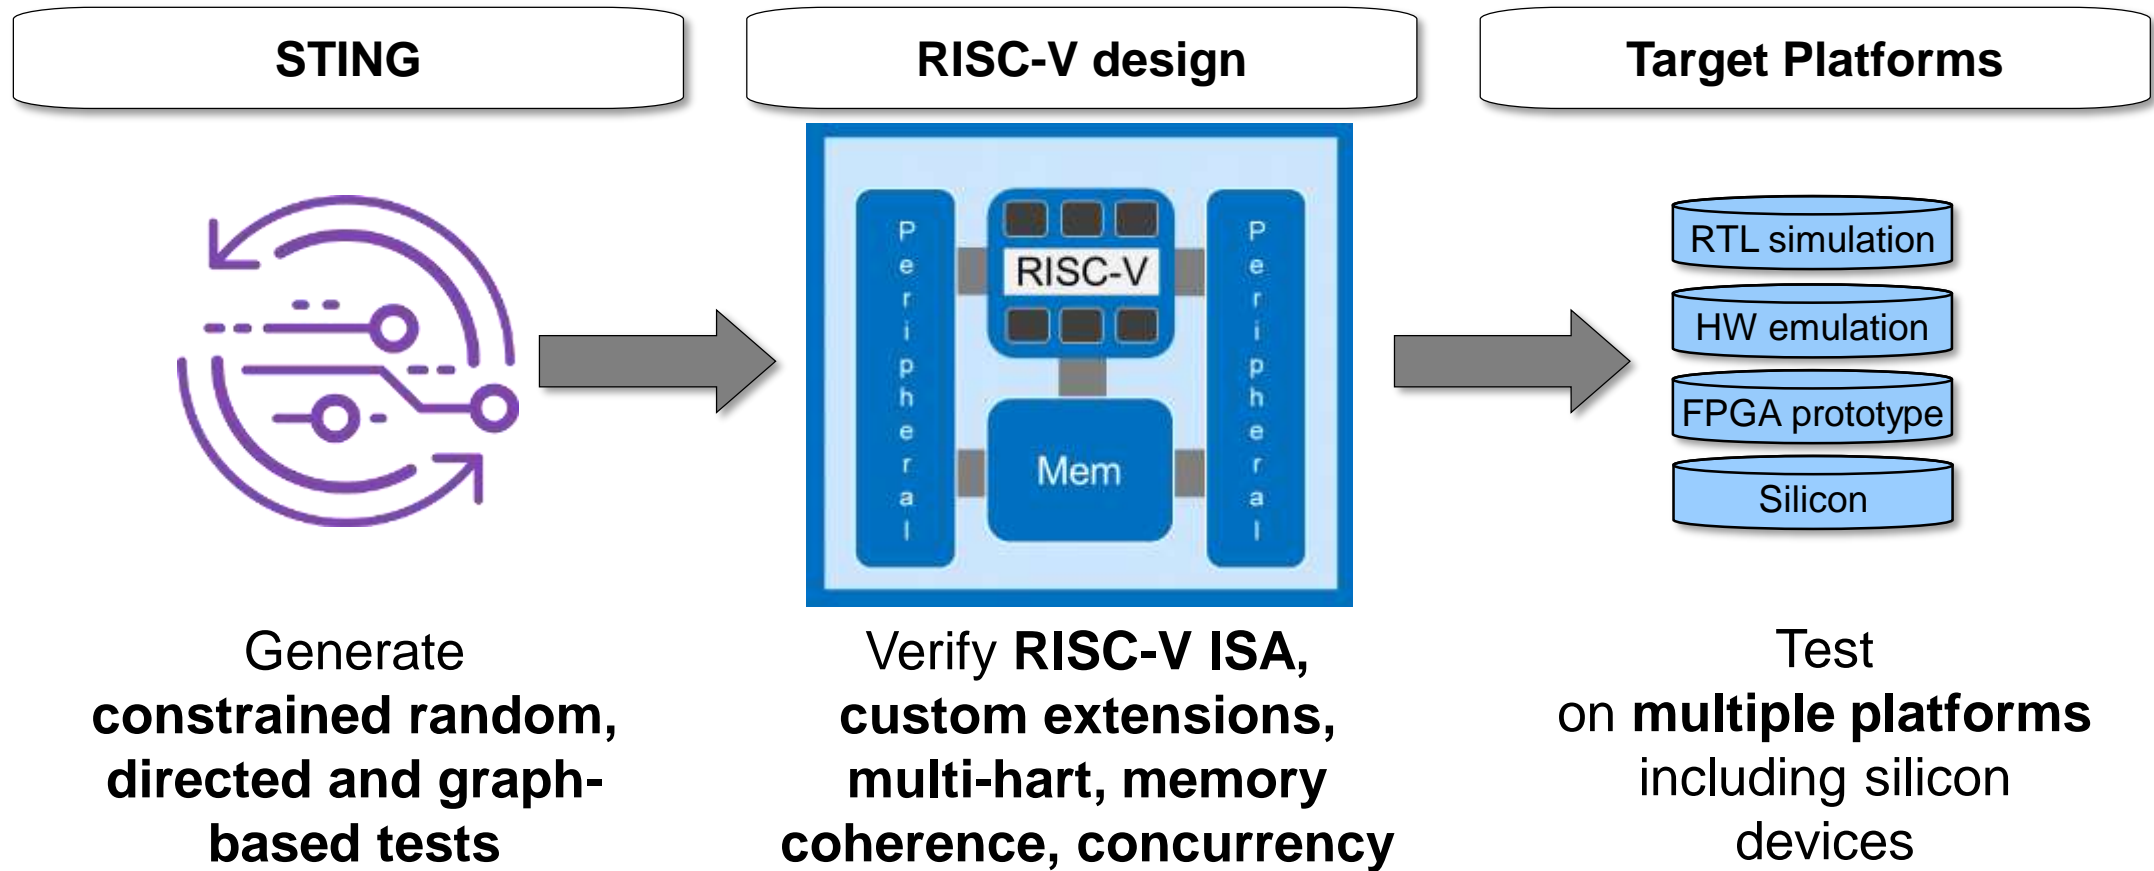 STING
RISC-V design
Target Platforms
Peripheral
RISC-V
Mem
Peripheral
RTL simulation
HW emulation
FPGA prototype
Silicon
Generate
constrained random,
directed and graph-
based tests
Verify RISC-V ISA,
custom extensions,
multi-hart, memory
coherence, concurrency
Test
on multiple platforms
including silicon
devices